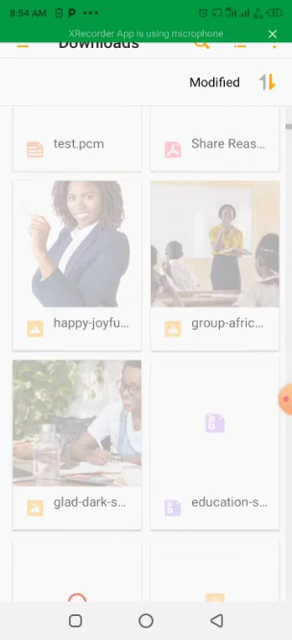 8:54 AM
XRecorder App is using microphone
Downloads
Modified
test.pcm
Share Reas...
happy-joyfu...
group-afric...
glad-dark-s...
education-s...